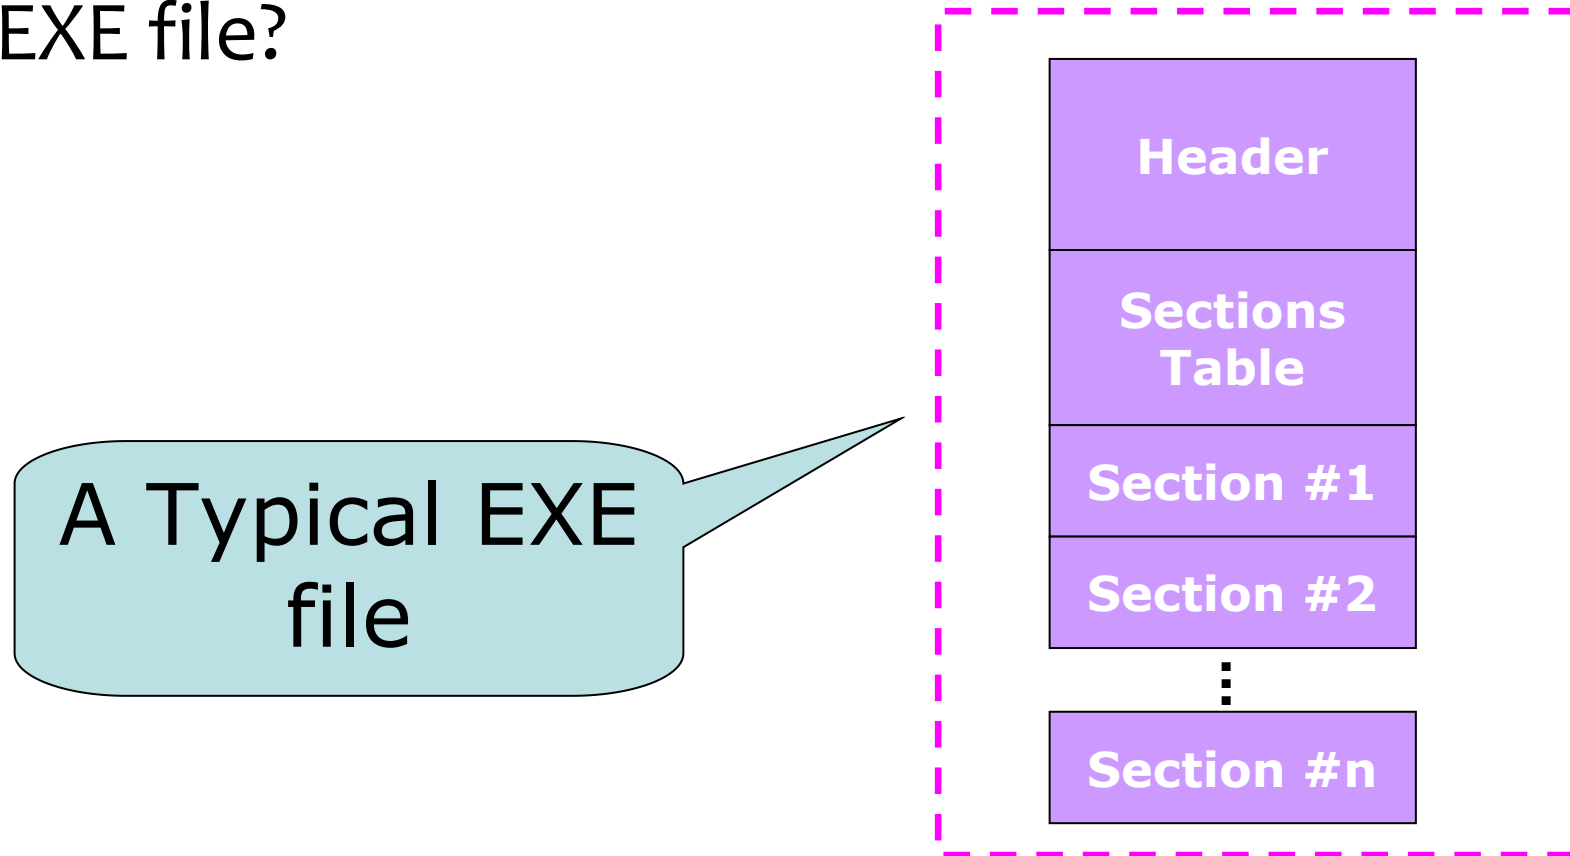 EXE file?
Header
Sections
Table
Section #1
Section #2
Section #n
A Typical EXE
file